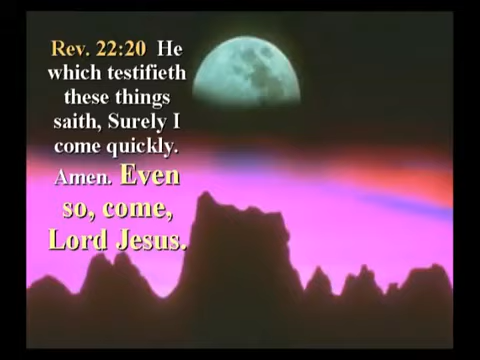 Rev. 22:20 He
which testifieth
these things
saith, Surely I
come quickly.
Amen. Even
so, come,
Lord Jesus.